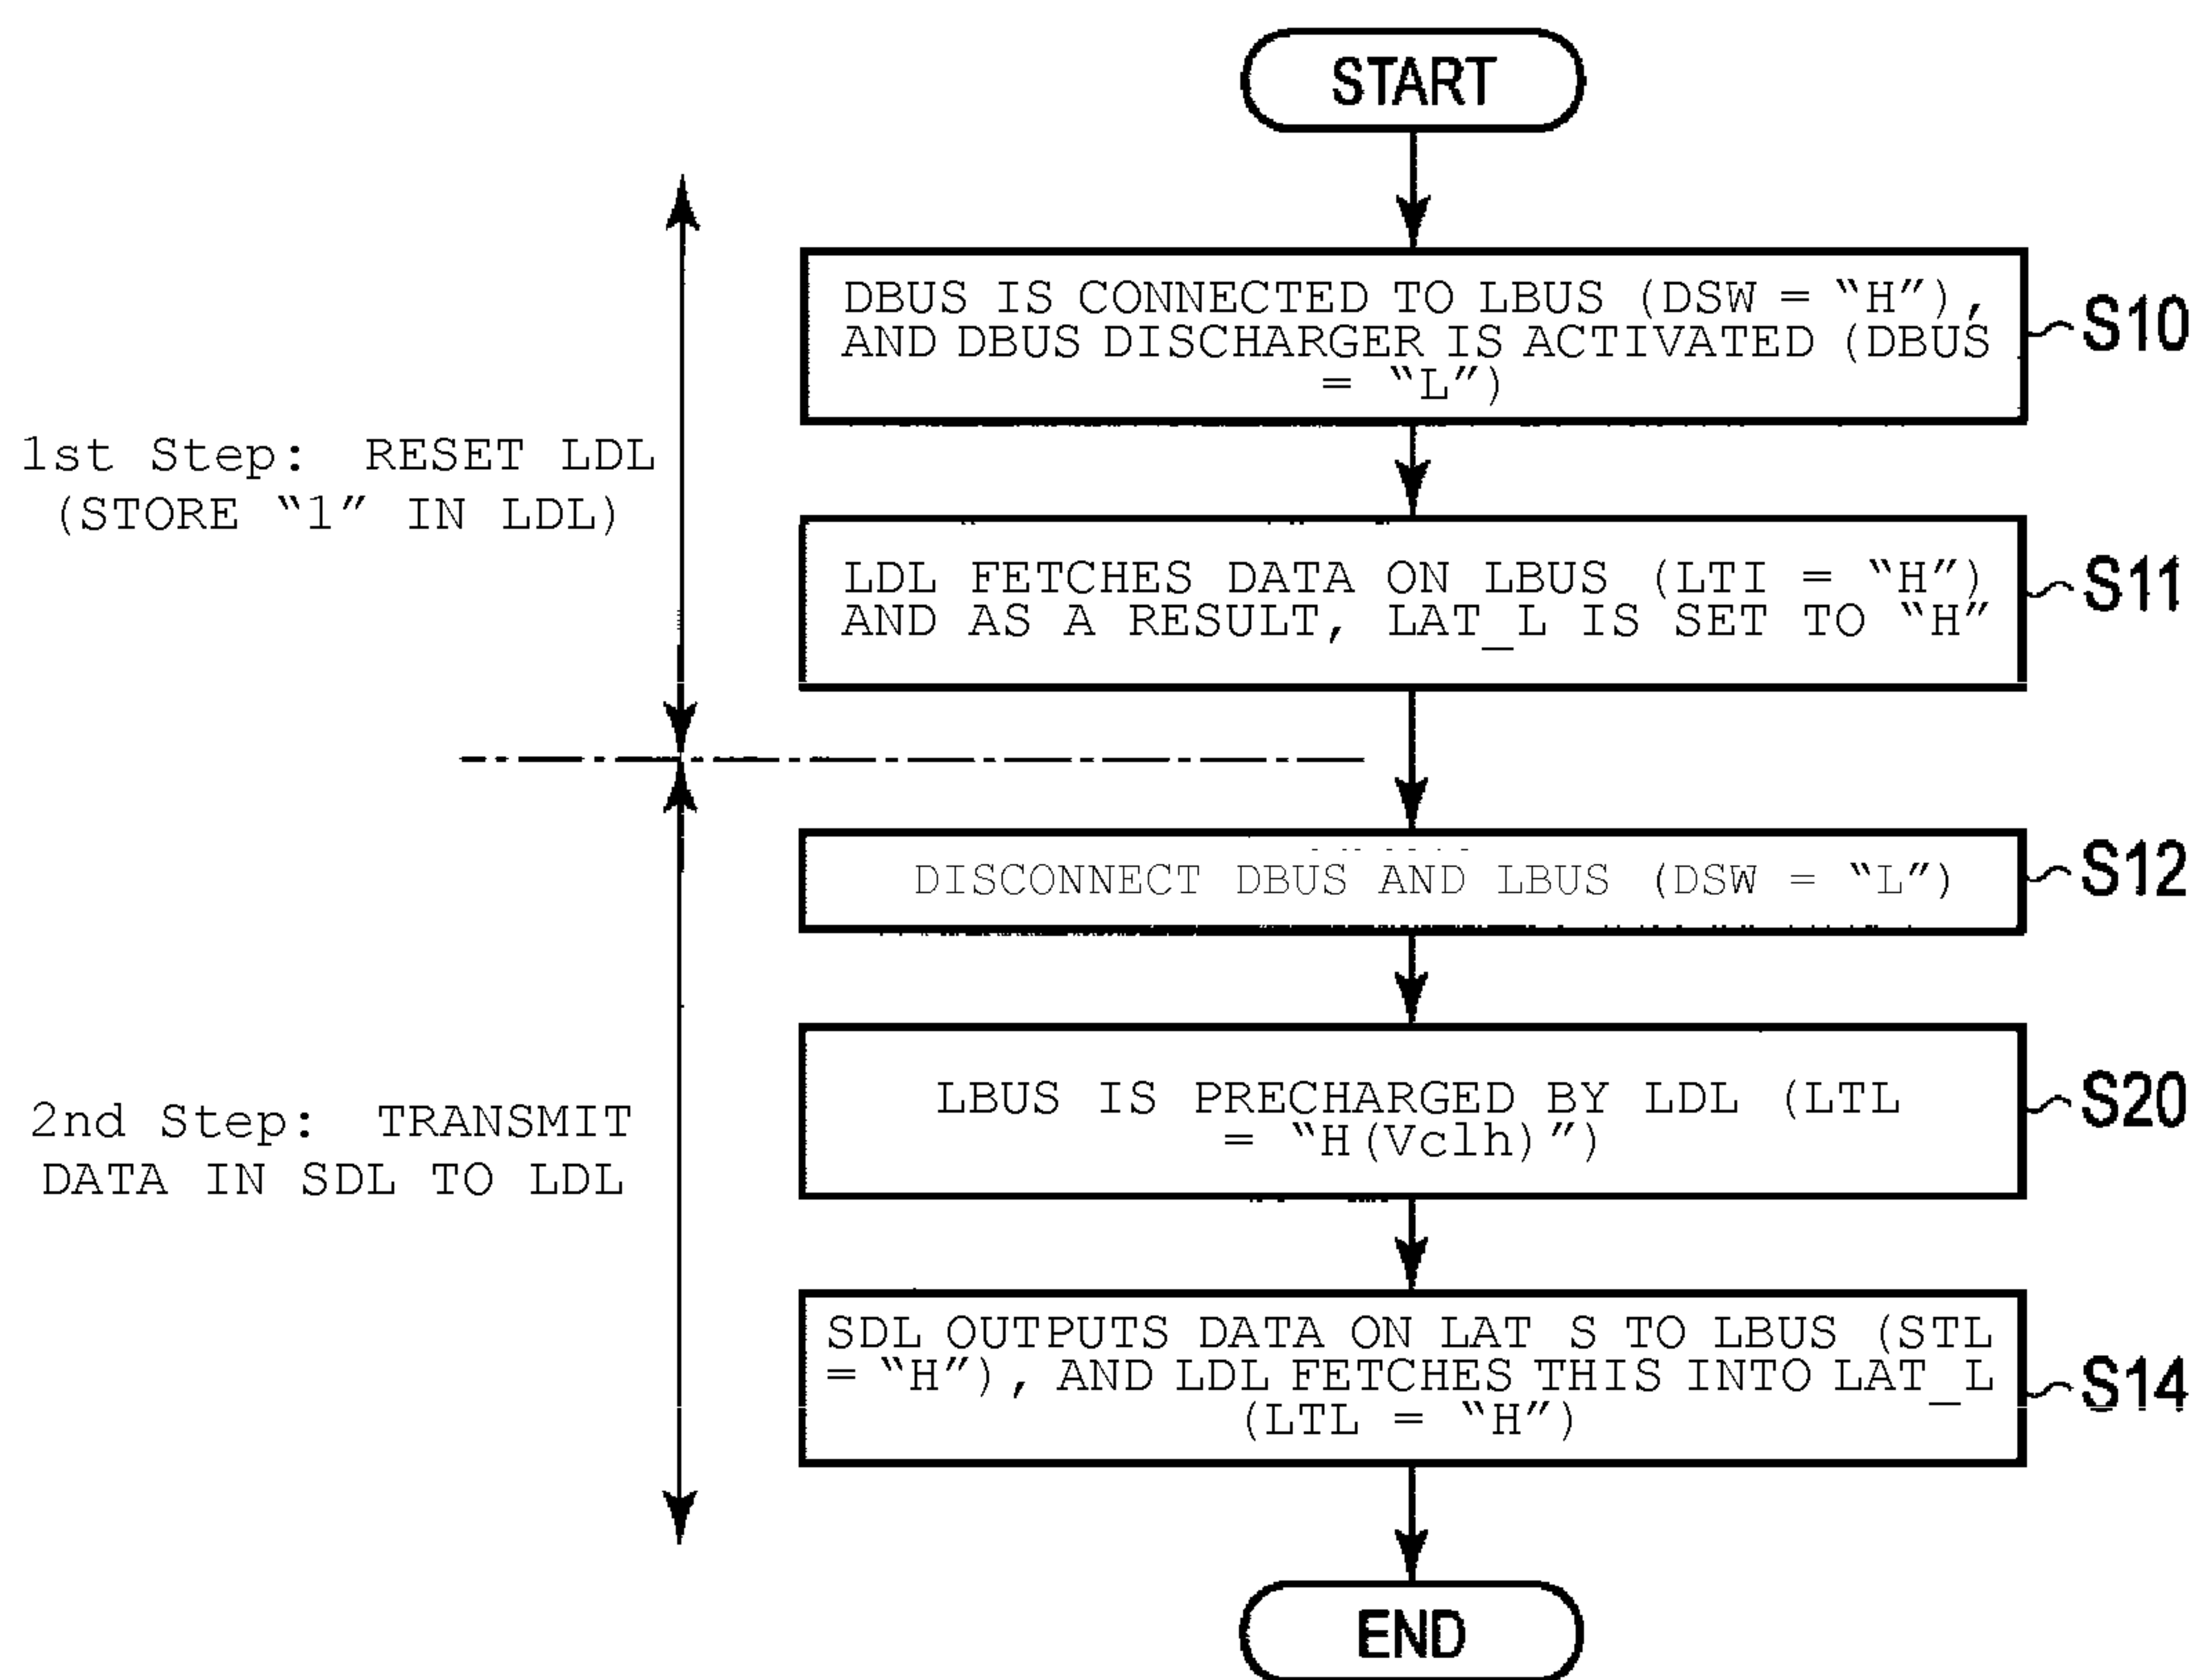 START
DBUS IS CONNECTED TO LBUS (DSW = “H”),
AND DBUS DISCHARGER IS ACTIVATED (DBUS
= “L”)
S10
1st Step: RESET LDL
(STORE “1” IN LDL)
LDL FETCHES DATA ON LBUS (LTI = “H”)
AND AS A RESULT, LAT_L IS SET TO “H”
S11
DISCONNECT DBUS AND LBUS (DSW = “L”)
S12
2nd Step: TRANSMIT
DATA IN SDL TO LDL
LBUS IS PRECHARGED BY LDL (LTL
= “H(Vclh)”)
S20
SDL OUTPUTS DATA ON LAT S TO LBUS (STL
= “H”), AND LDL FETCHES THIS INTO LAT_L
(LTL = “H”)
S14
END